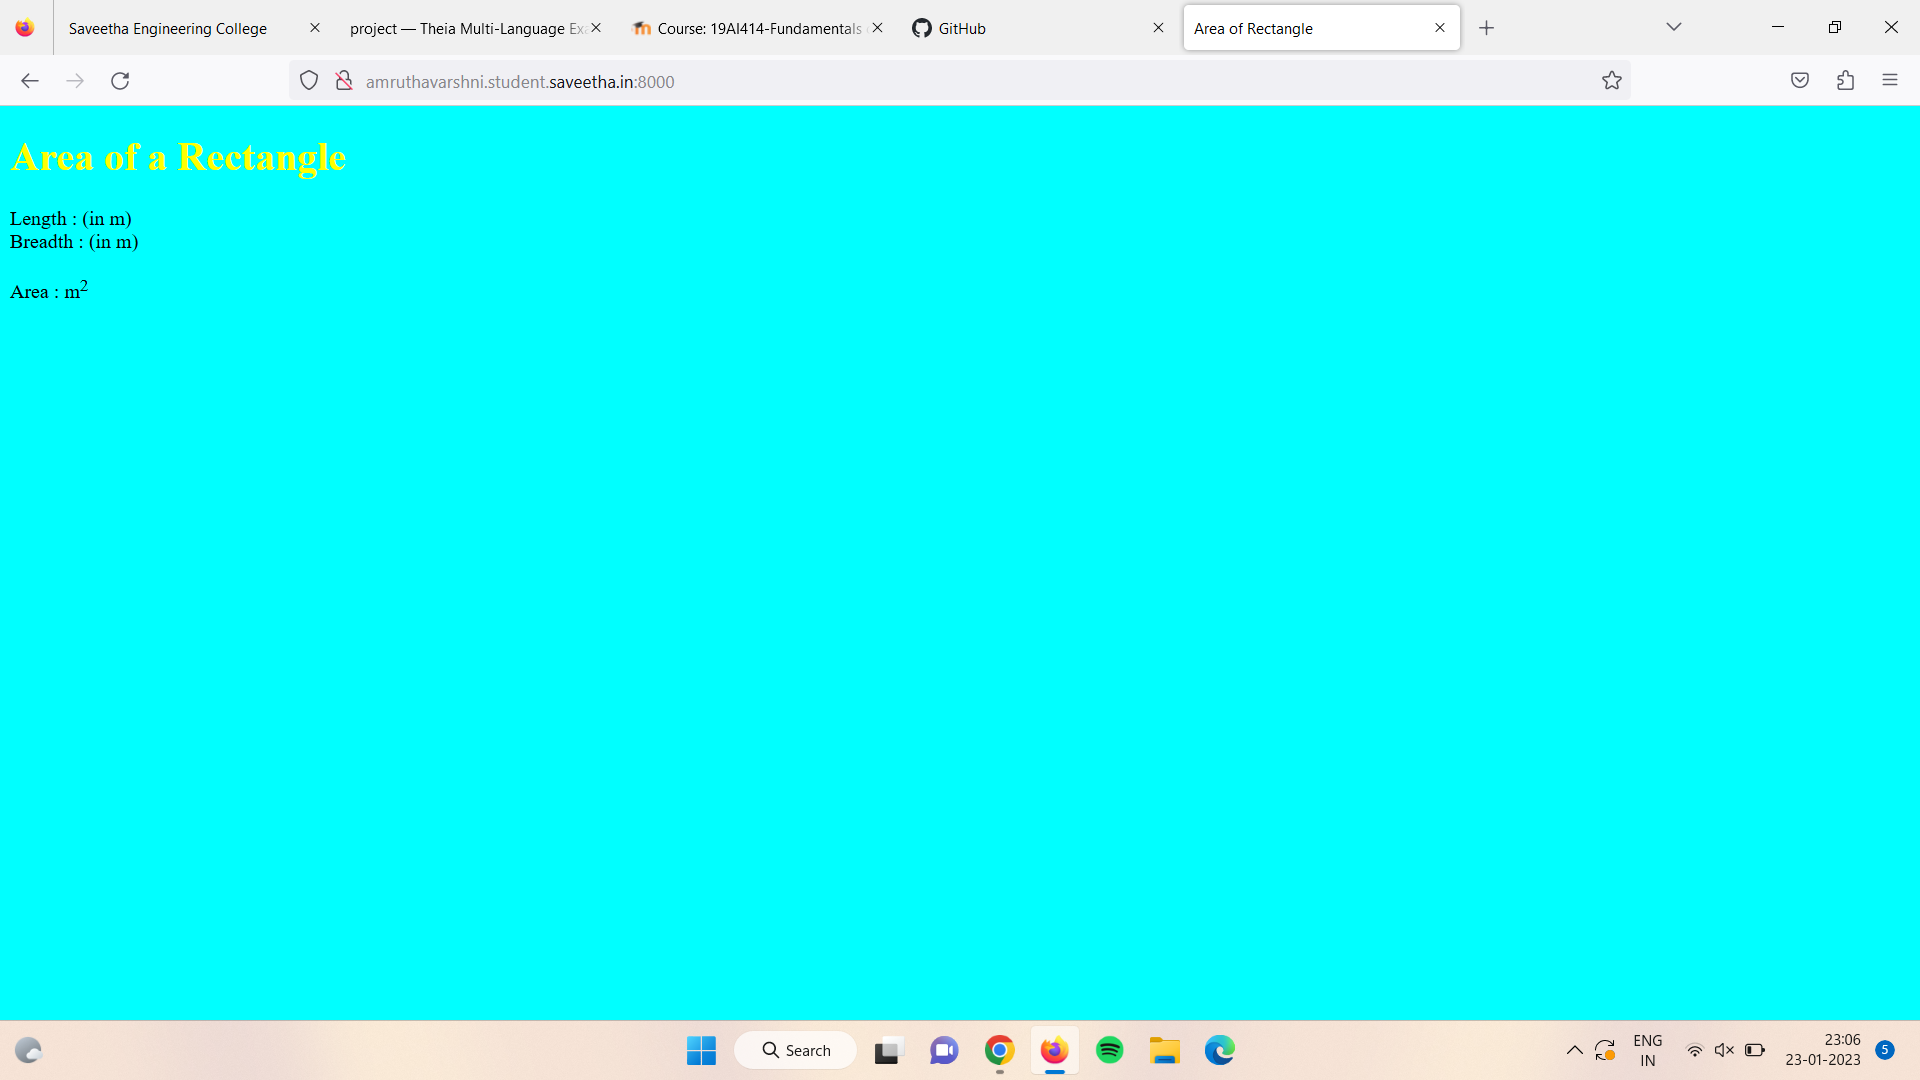 Saveetha Engineering College
project — Theia Multi-Language Ex
Course: 19AI414-Fundamentals
GitHub
Area of Rectangle
amruthavarshni.student.saveetha.in:8000
Area of a Rectangle
Length : (in m)
Breadth : (in m)
Area : m2
Search
ENG
IN
23:06
23-01-2023
5